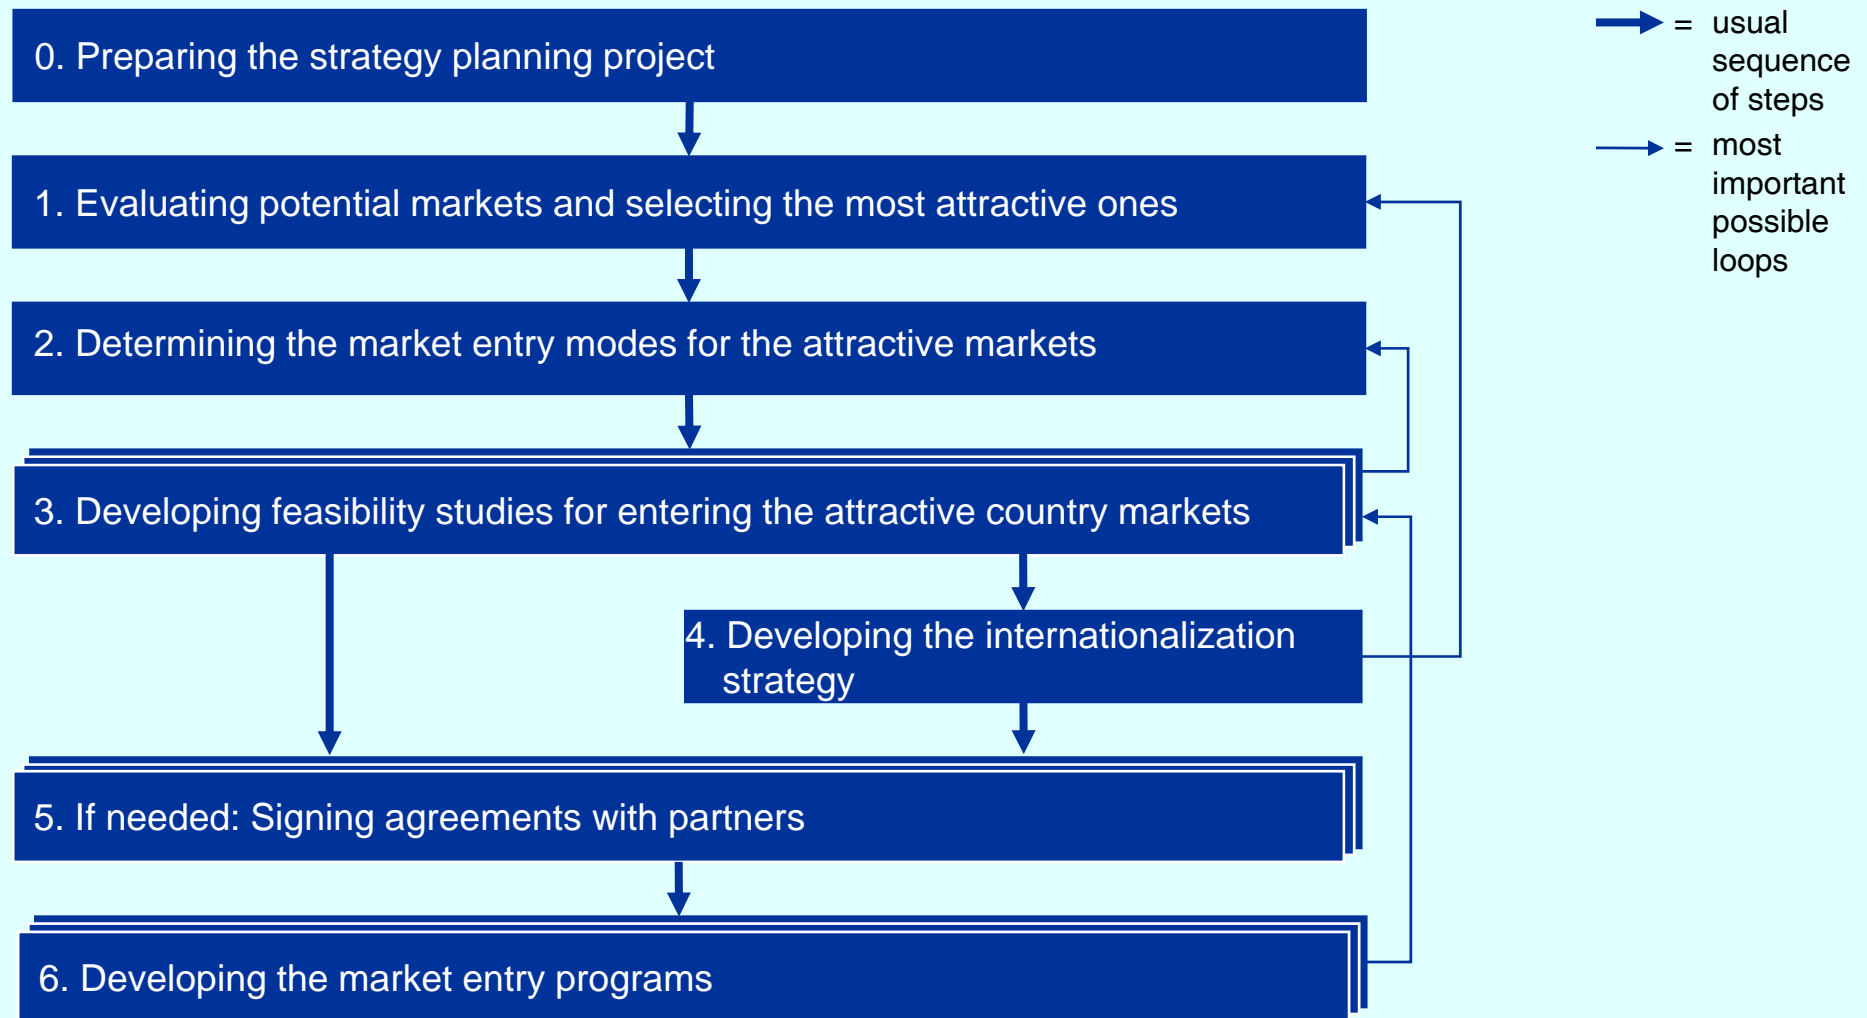 0. Preparing the strategy planning project
1. Evaluating potential markets and selecting the most attractive ones
2. Determining the market entry modes for the attractive markets
3. Developing feasibility studies for entering the attractive country markets
4. Developing the internationalization
strategy
5. If needed: Signing agreements with partners
6. Developing the market entry programs
= usual
sequence
of steps
= most
important
possible
loops